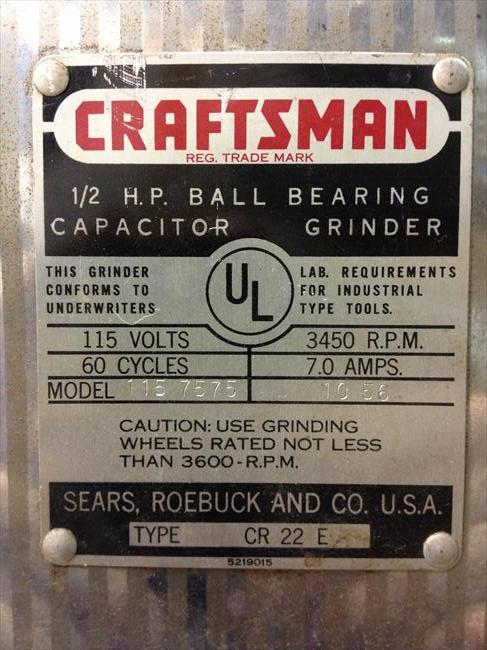 CRAFTSMAN
REG. TRADE MARK
1/2 H.P. BALL BEARING
CAPACITOR GRINDER
THIS GRINDER
CONFORMS TO
UNDERWRITERS
UL
LAB. REQUIREMENTS
FOR INDUSTRIAL
TYPE TOOLS.
115 VOLTS 3450 R.P.M.
60 CYCLES 7.0 AMPS.
MODEL 115 7575 10 56
CAUTION: USE GRINDING
WHEELS RATED NOT LESS
THAN 3600-R.P.M.
SEARS, ROEBUCK AND CO. U.S.A.
TYPE CR 22 E
5219015